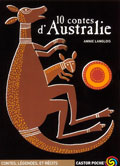 10 contes
d'Australie
ANNIE LANGLOIS
CONTES, LÉGENDES ET RÉCITS
CASTOR POCHE